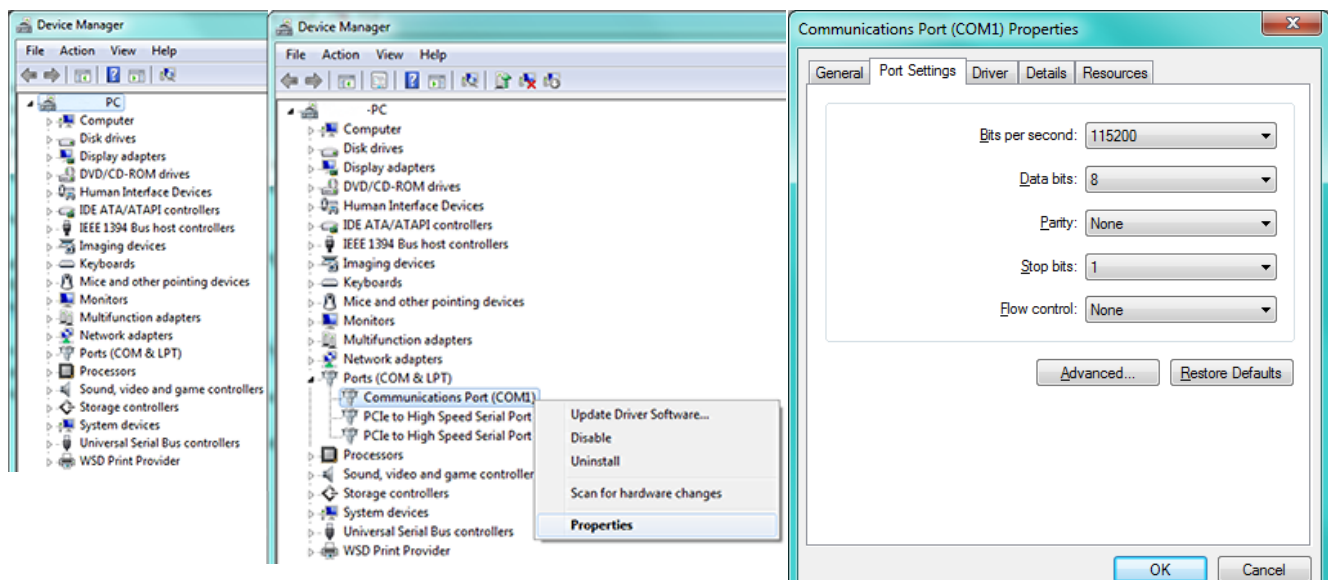 Device Manager
File Action View Help
PC
Computer
Disk drives
Display adapters
DVD/CD-ROM drives
Human Interface Devices
IDE ATA/ATAPI controllers
IEEE 1394 Bus host controllers
Imaging devices
Keyboards
Mice and other pointing devices
Monitors
Multifunction adapters
Network adapters
Ports (COM & LPT)
Processors
Sound, video and game controllers
Storage controllers
System devices
Universal Serial Bus controllers
WSD Print Provider
Device Manager
File Action View Help
-PC
Computer
Disk drives
Display adapters
DVD/CD-ROM drives
Human Interface Devices
IDE ATA/ATAPI controllers
IEEE 1394 Bus host controllers
Imaging devices
Keyboards
Mice and other pointing devices
Monitors
Multifunction adapters
Network adapters
Ports (COM & LPT)
Communications Port (COM1)
PCIe to High Speed Serial Port
PCIe to High Speed Serial Port
Processors
Sound, video and game controller
Storage controllers
System devices
Universal Serial Bus controllers
WSD Print Provider
Update Driver Software...
Disable
Uninstall
Scan for hardware changes
Properties
Communications Port (COM1) Properties
General Port Settings Driver Details Resources
Bits per second: 115200
Data bits: 8
Parity: None
Stop bits: 1
Flow control: None
Advanced... Restore Defaults
OK Cancel